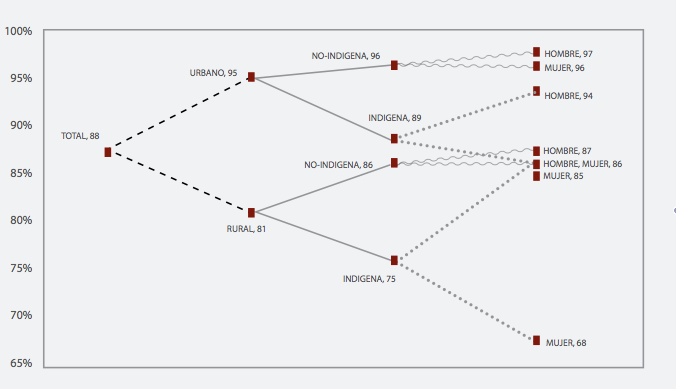 100%
95%
90%
85%
80%
75%
70%
65%
TOTAL, 88
URBANO, 95
RURAL, 81
NO-INDIGENA, 96
INDIGENA, 89
NO-INDIGENA, 86
INDIGENA, 75
HOMBRE, 97
MUJER, 96
HOMBRE, 94
HOMBRE, 87
HOMBRE, MUJER, 86
MUJER, 85
MUJER, 68